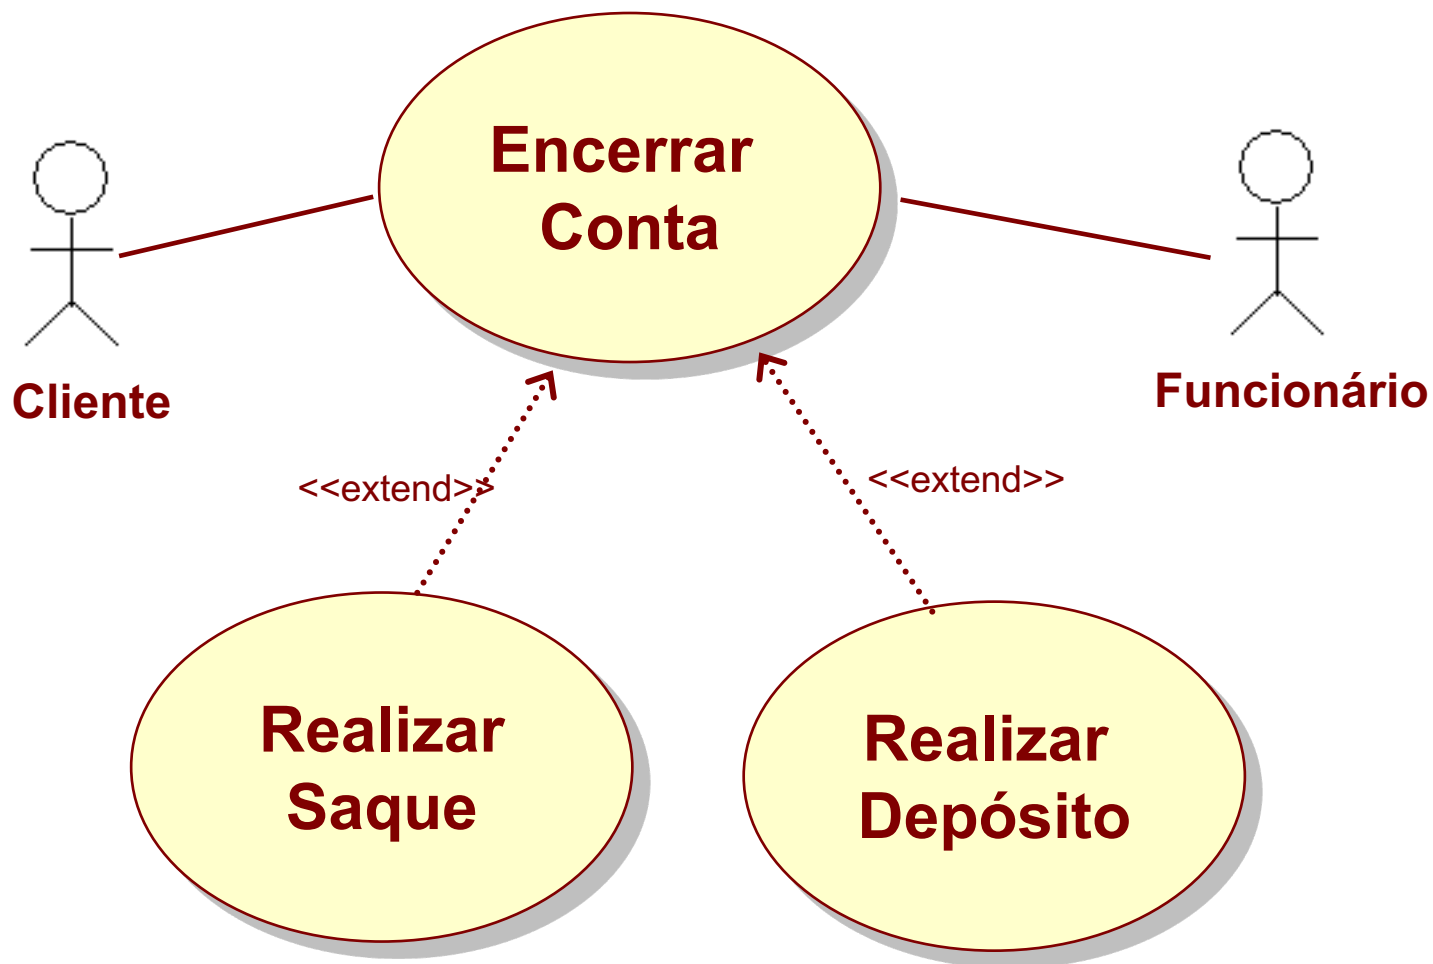 Encerrar
Conta
Cliente
Funcionário
<<extend>>
<<extend>>
Realizar
Saque
Realizar
Depósito